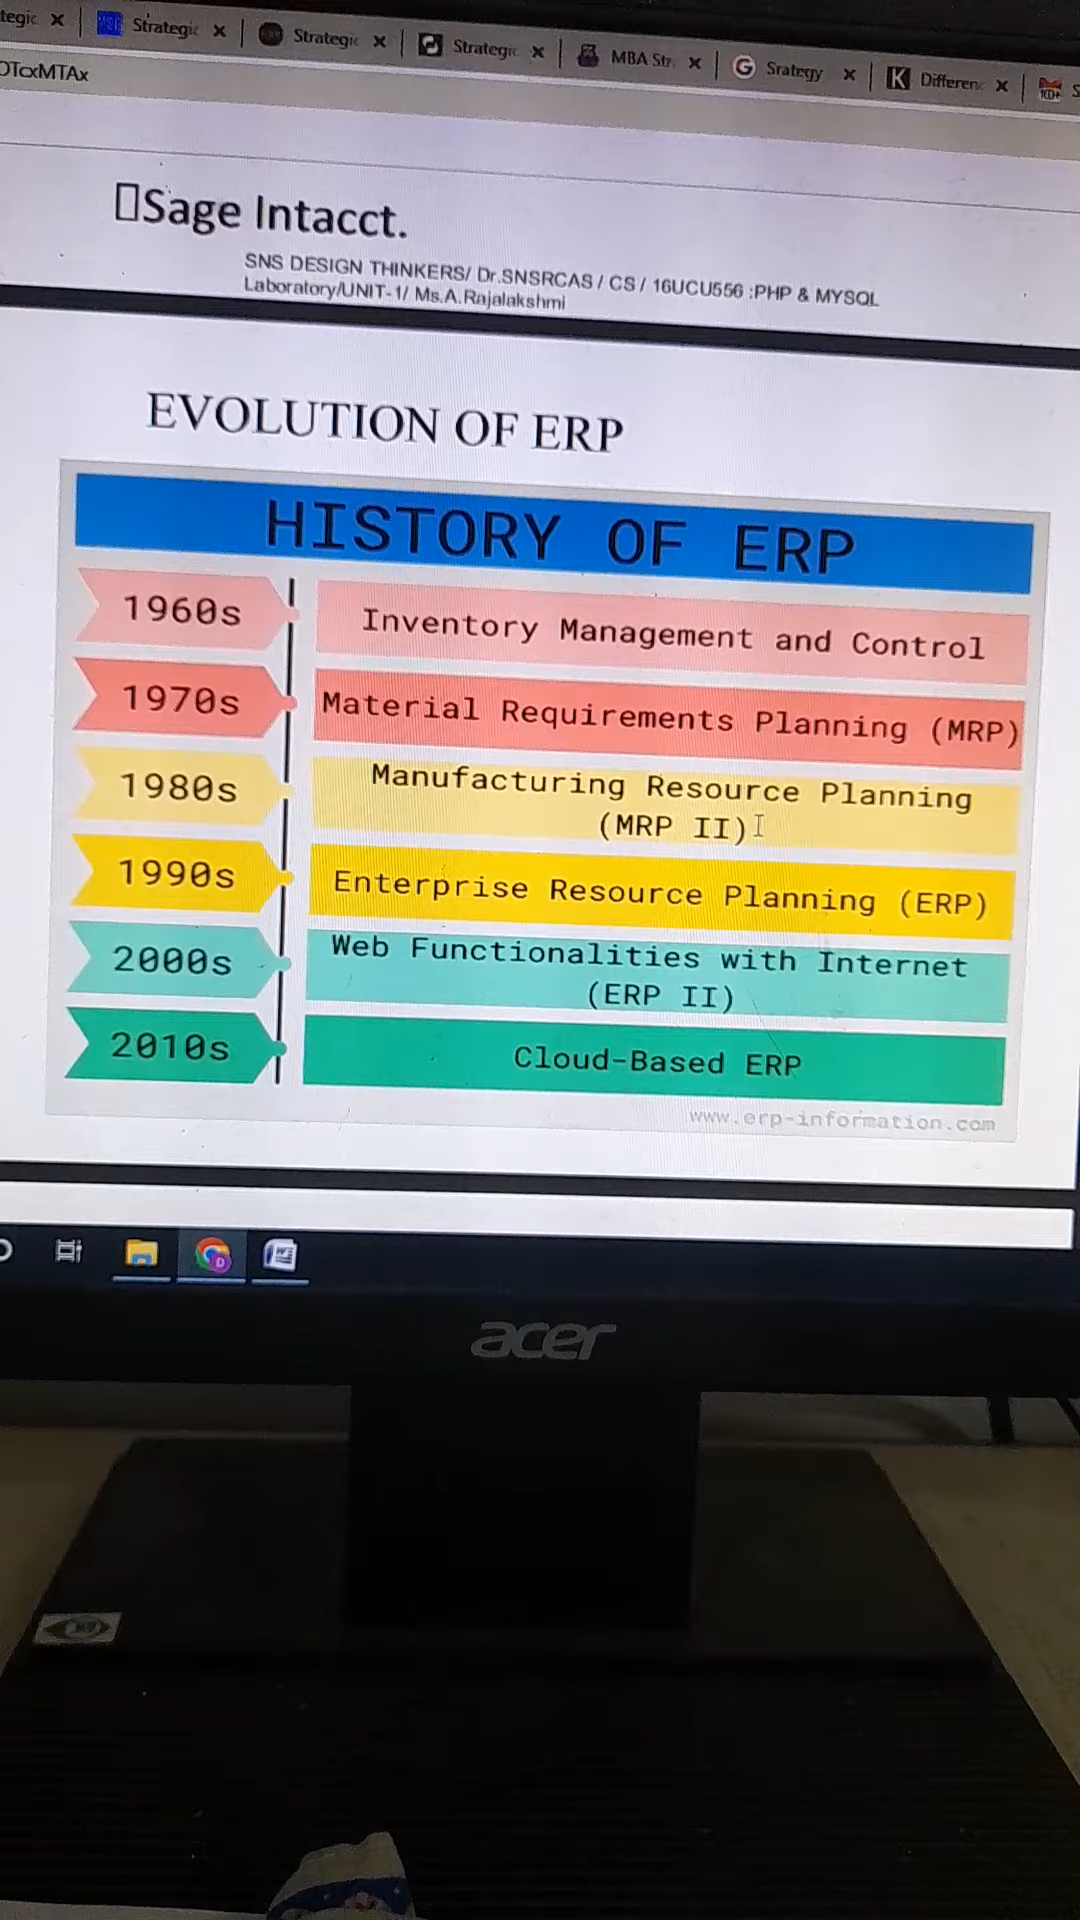 tegic
Strategic
Strategic
Strategic
MBA Str
Srategy
Differenc
S
OTcxMTAx
Sage Intacct.
SNS DESIGN THINKERS/ Dr.SNSRCAS / CS / 16UCU556 :PHP & MYSQL
Laboratory/UNIT-1/ Ms.A.Rajalakshmi
EVOLUTION OF ERP
HISTORY OF ERP
1960s
Inventory Management and Control
1970s
Material Requirements Planning (MRP)
1980s
Manufacturing Resource Planning
(MRP II)
1990s
Enterprise Resource Planning (ERP)
2000s
Web Functionalities with Internet
(ERP II)
2010s
Cloud-Based ERP
www.erp-information.com
acer